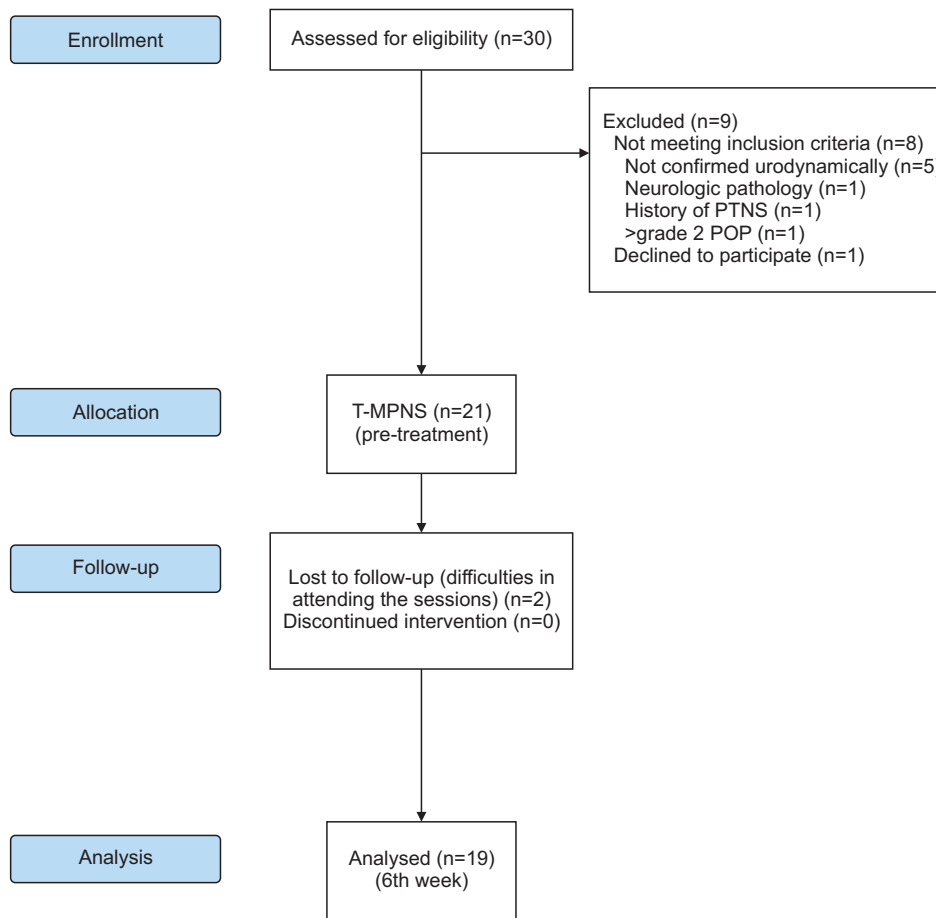 Enrollment
Assessed for eligibility (n=30)
Excluded (n=9)
Not meeting inclusion criteria (n=8)
Not confirmed urodynamically (n=5)
Neurologic pathology (n=1)
History of PTNS (n=1)
>grade 2 POP (n=1)
Declined to participate (n=1)
Allocation
T-MPNS (n=21)
(pre-treatment)
Follow-up
Lost to follow-up (difficulties in
attending the sessions) (n=2)
Discontinued intervention (n=0)
Analysis
Analysed (n=19)
(6th week)